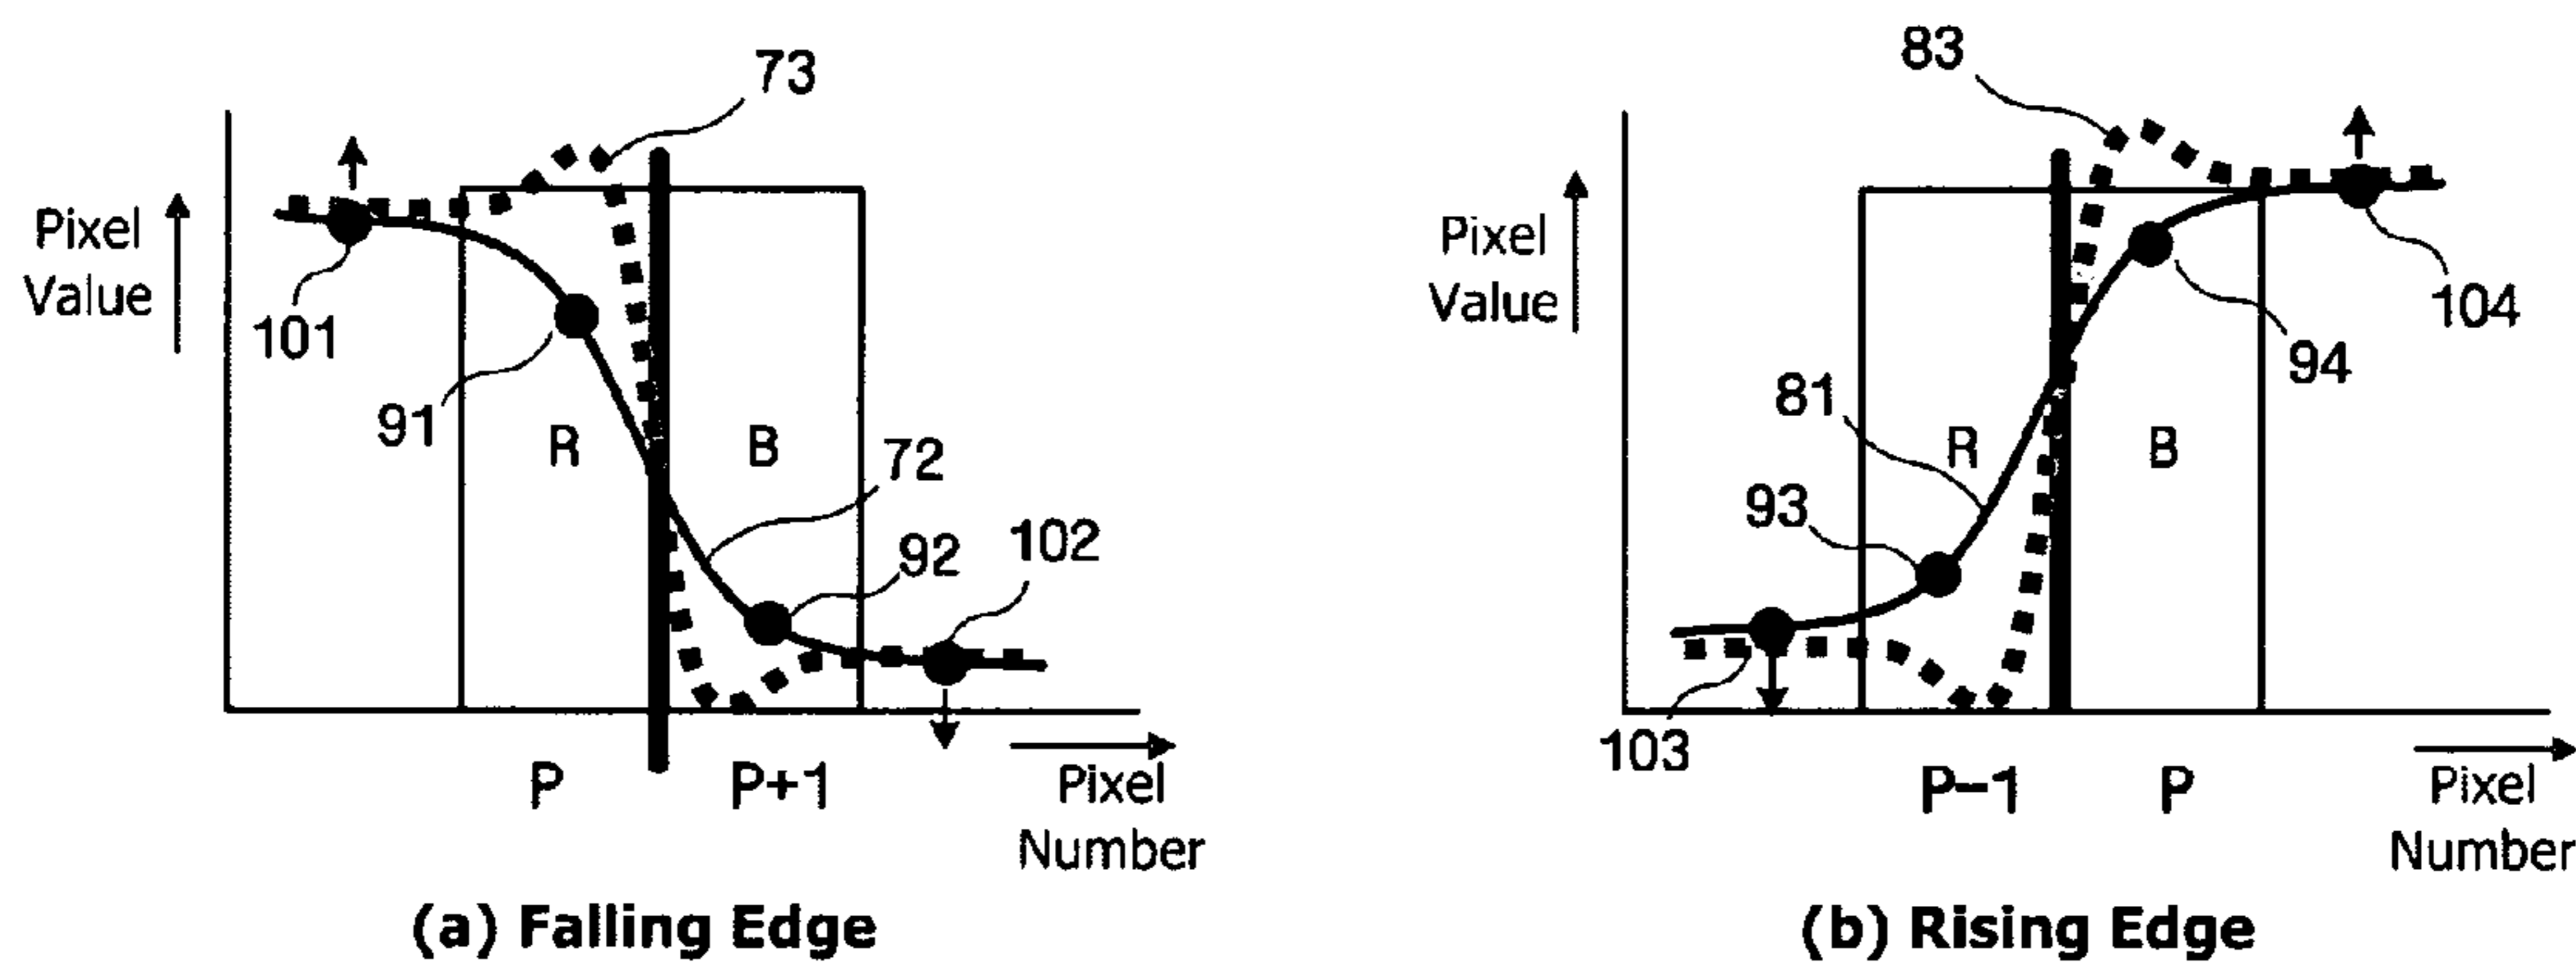 73
Pixel
Value
101
91
R
B
72
92
102
P
P+1
Pixel
Number
(a) Falling Edge
83
Pixel
Value
104
94
81
R
B
93
103
P−1
P
Pixel
Number
(b) Rising Edge